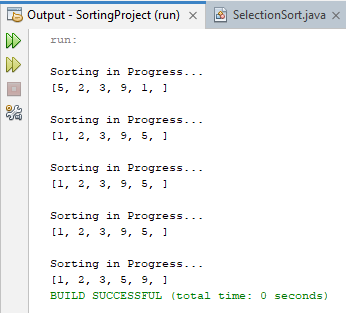 Output - SortingProject (run)
SelectionSort.java
run:
Sorting in Progress...
[5, 2, 3, 9, 1, ]
Sorting in Progress...
[1, 2, 3, 9, 5, ]
Sorting in Progress...
[1, 2, 3, 9, 5, ]
Sorting in Progress...
[1, 2, 3, 9, 5, ]
Sorting in Progress...
[1, 2, 3, 5, 9, ]
BUILD SUCCESSFUL (total time: 0 seconds)